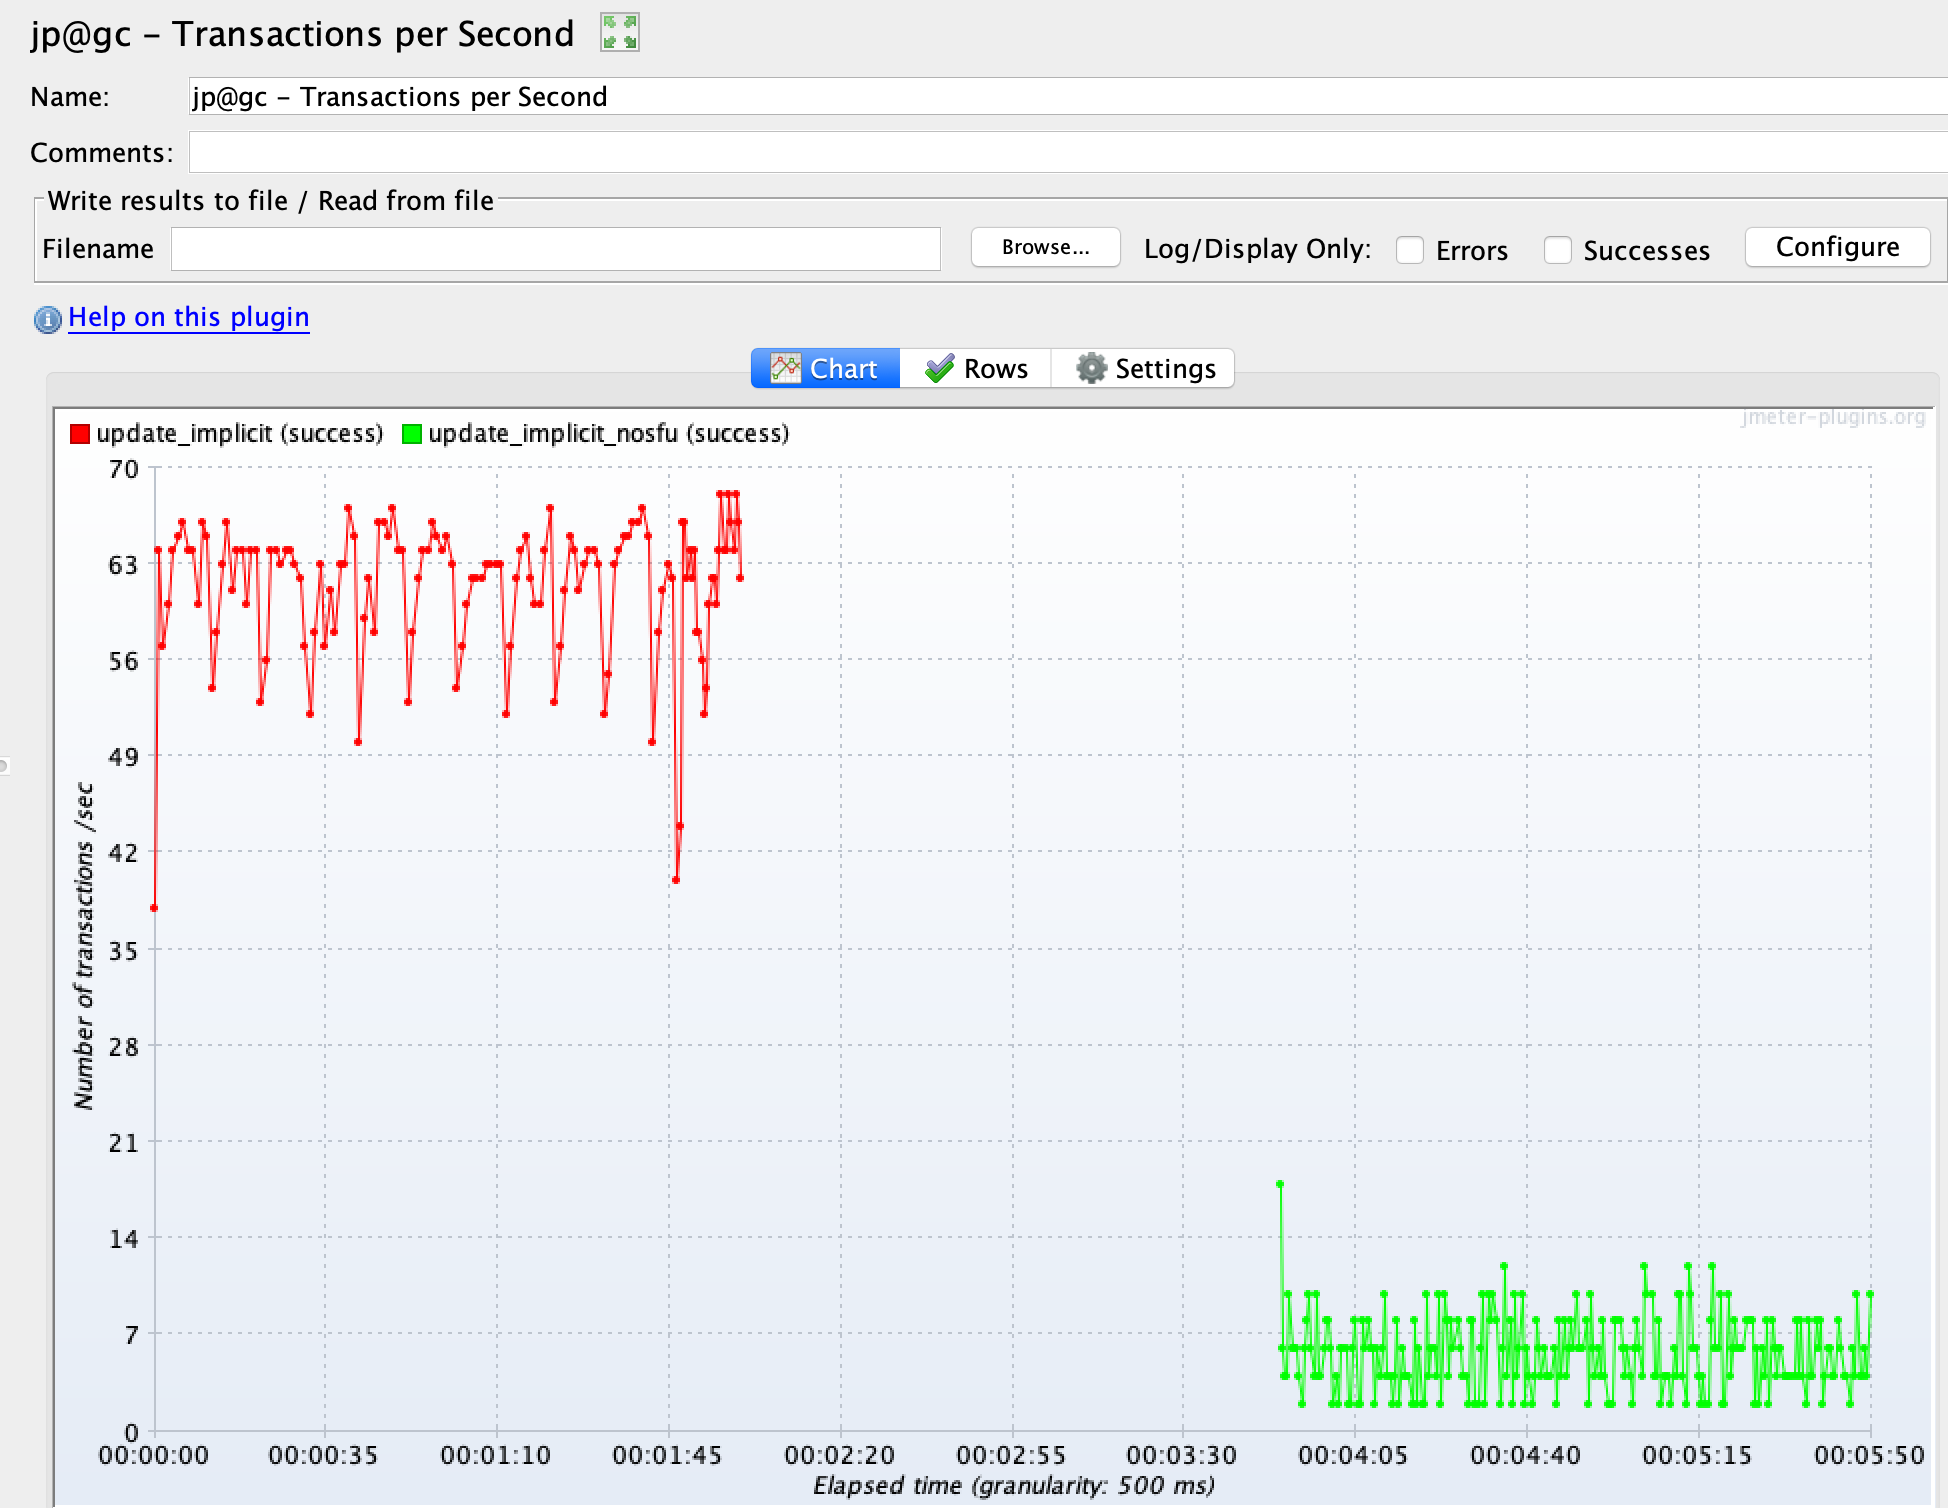 jp@gc – Transactions per Second
Name: jp@gc – Transactions per Second
Comments:
Write results to file / Read from file
Filename Browse... Log/Display Only: Errors Successes Configure
Help on this plugin
Chart Rows Settings
jmeter-plugins.org
update_implicit (success) update_implicit_nosfu (success)
70
63
56
49
42
35
28
21
14
7
0
Number of transactions /sec
00:00:00 00:00:35 00:01:10 00:01:45 00:02:20 00:02:55 00:03:30 00:04:05 00:04:40 00:05:15 00:05:50
Elapsed time (granularity: 500 ms)